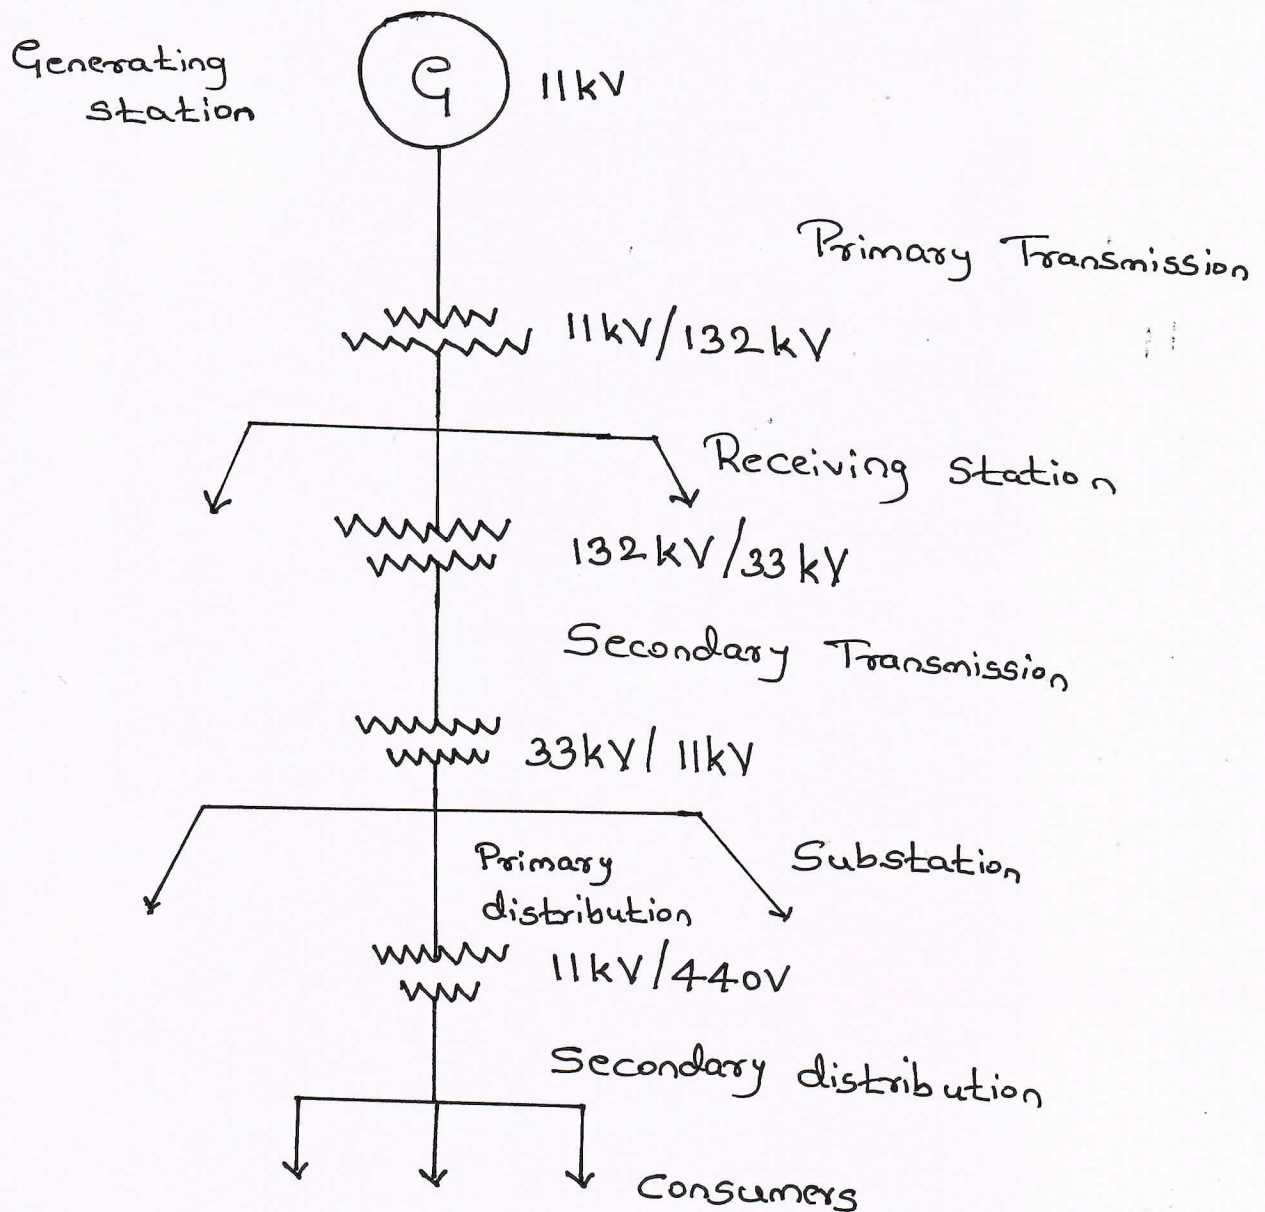 Generating
station
G
11kV
Primary Transmission
11kV/132kV
Receiving station
132kV/33kV
Secondary Transmission
33kV/11kV
Primary
distribution
Substation
11kV/440V
Secondary distribution
Consumers